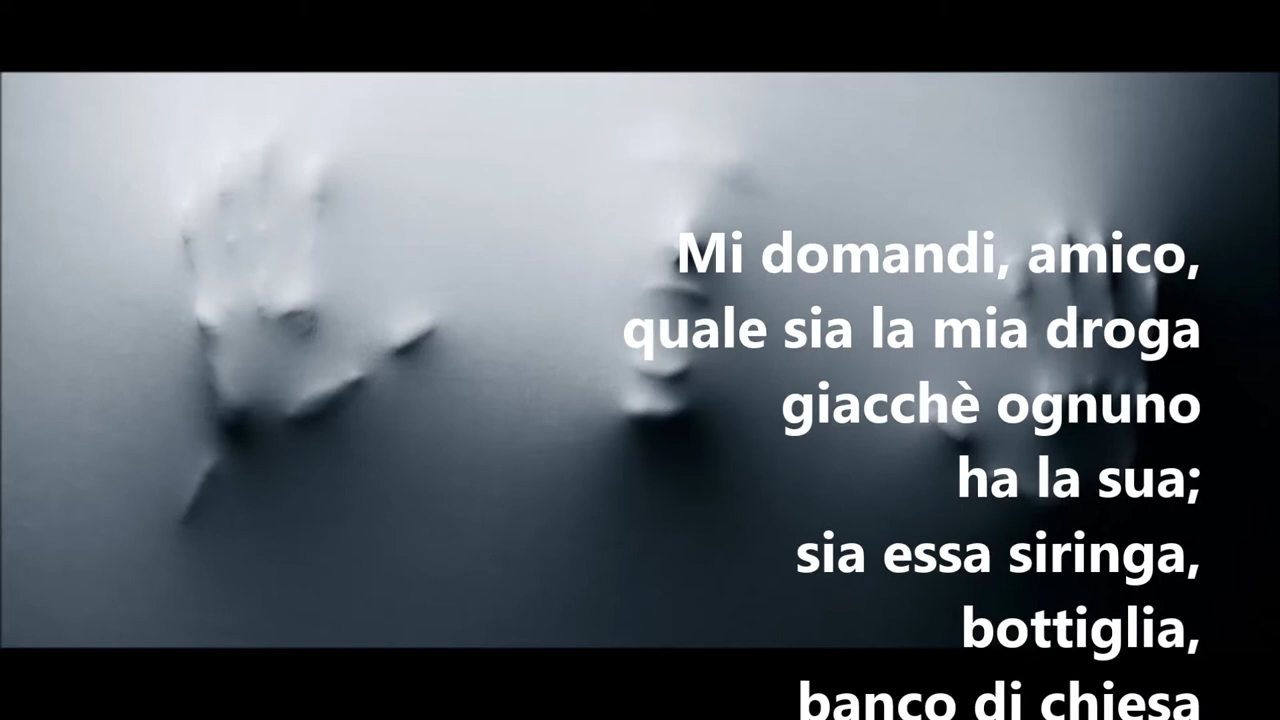 Mi domandi, amico,
quale sia la mia droga
giacchè ognuno
ha la sua;
sia essa siringa,
bottiglia,
banco di chiesa